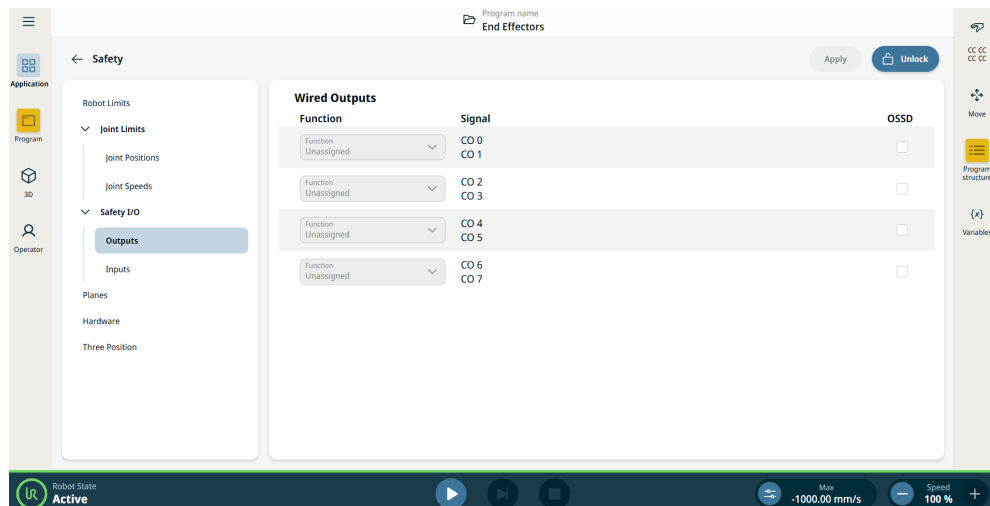 Program name
End Effectors
Application
Program
3D
Operator
Safety
Apply
Unlock
Robot Limits
Joint Limits
Joint Positions
Joint Speeds
Safety I/O
Outputs
Inputs
Planes
Hardware
Three Position
Wired Outputs
Function Signal OSSD
Function
Unassigned
CO 0
CO 1
Function
Unassigned
CO 2
CO 3
Function
Unassigned
CO 4
CO 5
Function
Unassigned
CO 6
CO 7
CC CC
CC CC
Move
Program
structure
{x}
Variables
UR
Robot State
Active
Max
-1000.00 mm/s
Speed
100 %